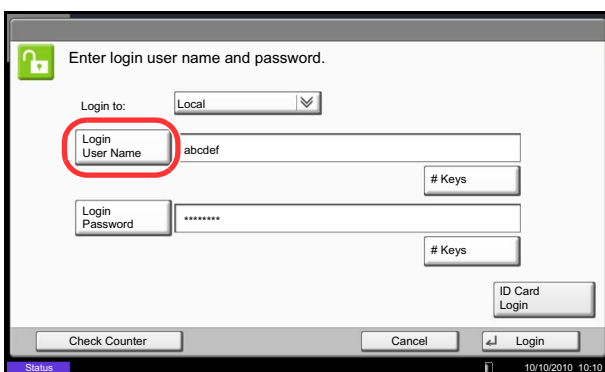 Enter login user name and password.
Login to:
Local
Login
User Name
abcdef
# Keys
Login
Password
********
# Keys
ID Card
Login
Check Counter
Cancel
Login
Status
10/10/2010 10:10